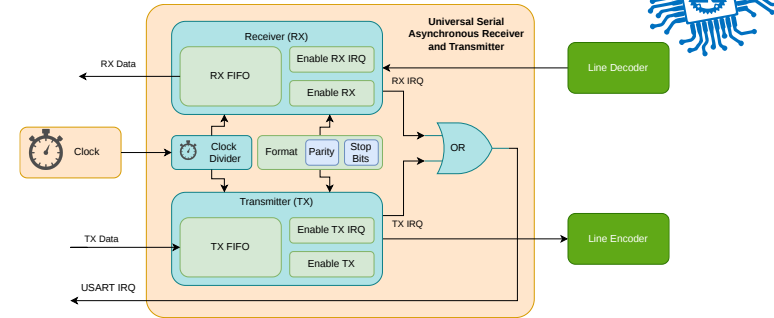 Universal Serial
Asynchronous Receiver
and Transmitter
Receiver (RX)
RX FIFO
Enable RX IRQ
Enable RX
RX Data
RX IRQ
Line Decoder
Clock
Clock
Divider
Format
Parity
Stop
Bits
OR
Transmitter (TX)
TX FIFO
Enable TX IRQ
Enable TX
TX Data
TX IRQ
Line Encoder
USART IRQ